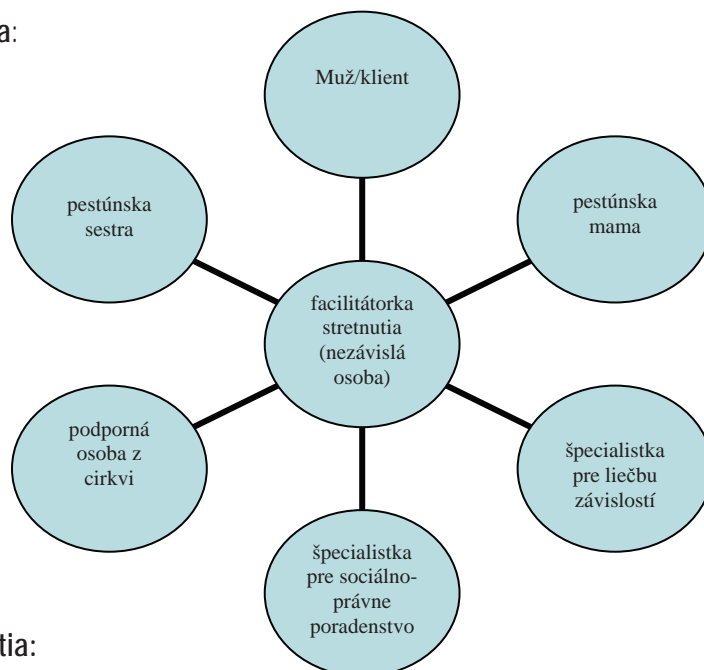 a:
Muž/klient
pestúnska
sestra
pestúnska
mama
facilitátorka
stretnutia
(nezávislá
osoba)
podporná
osoba z
cirkvi
špecialistka
pre liečbu
závislostí
špecialistka
pre sociálno-
právne
poradenstvo
tia: